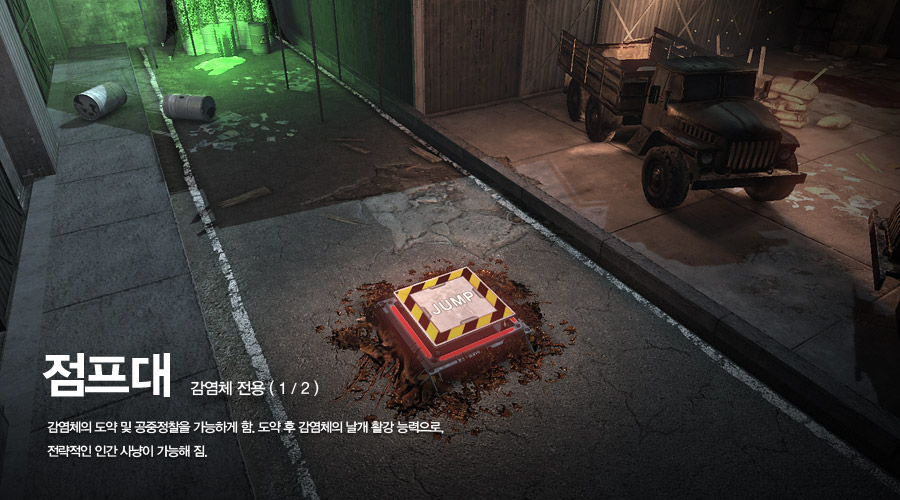 JUMP
점프대 감염체 전용 ( 1 / 2 )
감염체의 도약 및 공중정찰을 가능하게 함. 도약 후 감염체의 날개 활강 능력으로,
전략적인 인간 사냥이 가능해 짐.